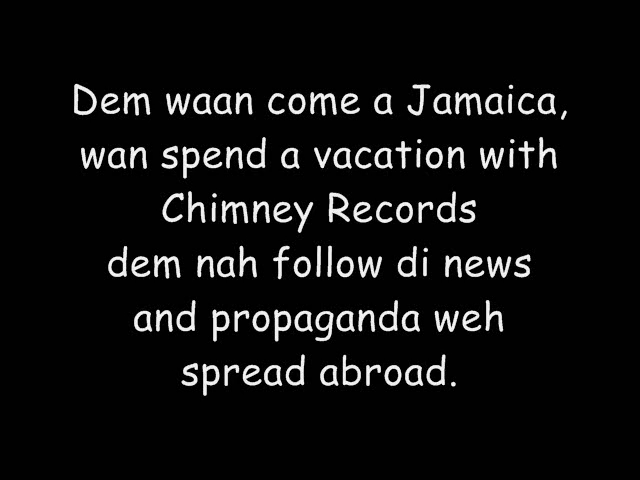 Dem waan come a Jamaica,
wan spend a vacation with
Chimney Records
dem nah follow di news
and propaganda weh
spread abroad.